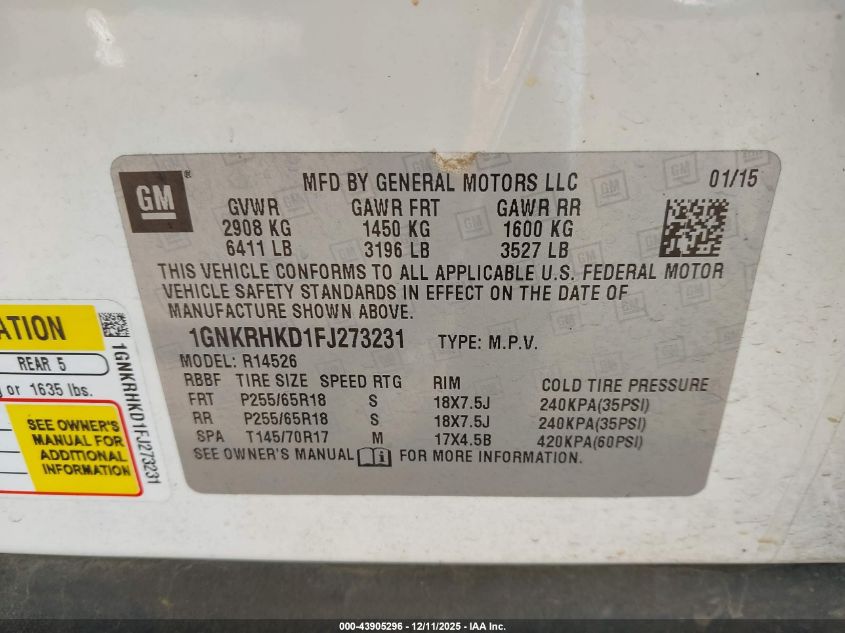 GM ®
MFD BY GENERAL MOTORS LLC 01/15
GVWR GAWR FRT GAWR RR
2908 KG 1450 KG 1600 KG
6411 LB 3196 LB 3527 LB
THIS VEHICLE CONFORMS TO ALL APPLICABLE U.S. FEDERAL MOTOR
VEHICLE SAFETY STANDARDS IN EFFECT ON THE DATE OF
MANUFACTURE SHOWN ABOVE.
1GNKRHKD1FJ273231 TYPE: M.P.V.
MODEL: R14526
RBBF TIRE SIZE SPEED RTG RIM COLD TIRE PRESSURE
FRT P255/65R18 S 18X7.5J 240KPA(35PSI)
RR P255/65R18 S 18X7.5J 240KPA(35PSI)
SPA T145/70R17 M 17X4.5B 420KPA(60PSI)
SEE OWNER'S MANUAL FOR MORE INFORMATION.
ATION
REAR 5
or 1635 lbs.
SEE OWNER'S
MANUAL FOR
ADDITIONAL
INFORMATION
1GNKRHKD1FJ273231
000-43905296 - 12/11/2025 - IAA Inc.